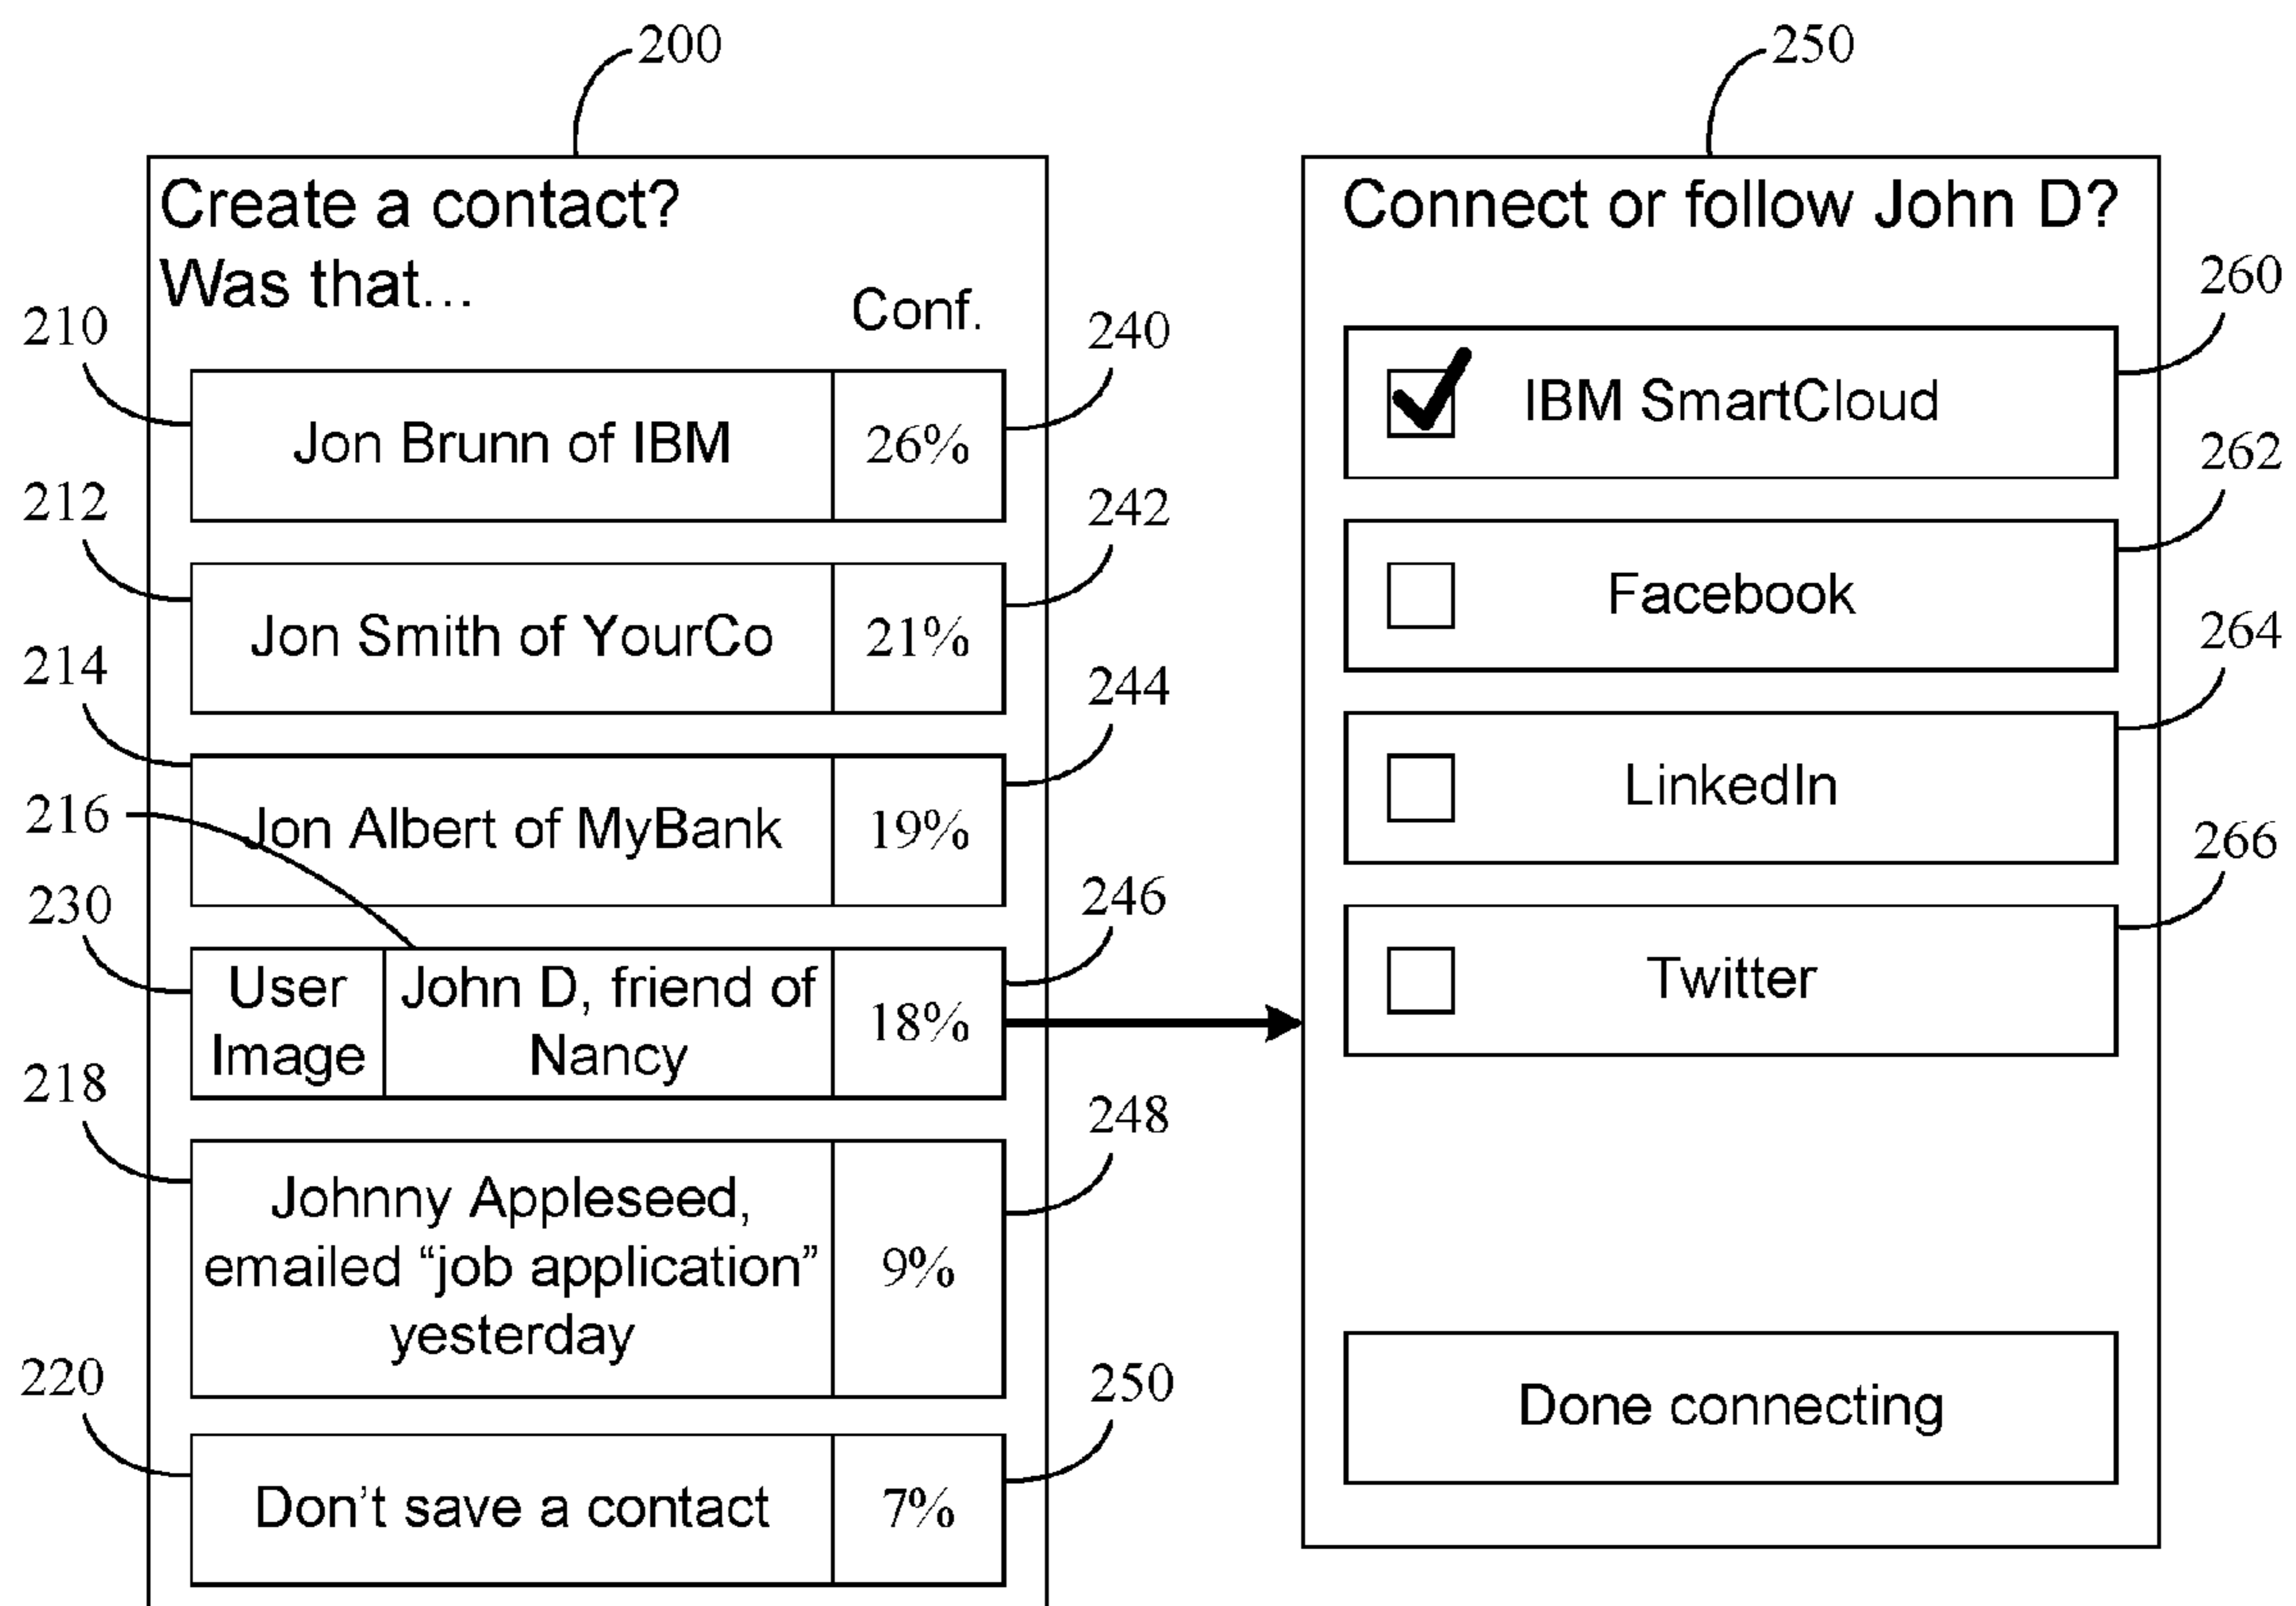 200
Create a contact?
Was that...
Conf.
210
Jon Brunn of IBM
26%
240
212
Jon Smith of YourCo
21%
242
214
Jon Albert of MyBank
19%
244
216
230
User
Image
John D, friend of
Nancy
18%
246
218
Johnny Appleseed,
emailed “job application”
yesterday
9%
248
220
Don’t save a contact
7%
250
250
Connect or follow John D?
IBM SmartCloud
260
Facebook
262
LinkedIn
264
Twitter
266
Done connecting